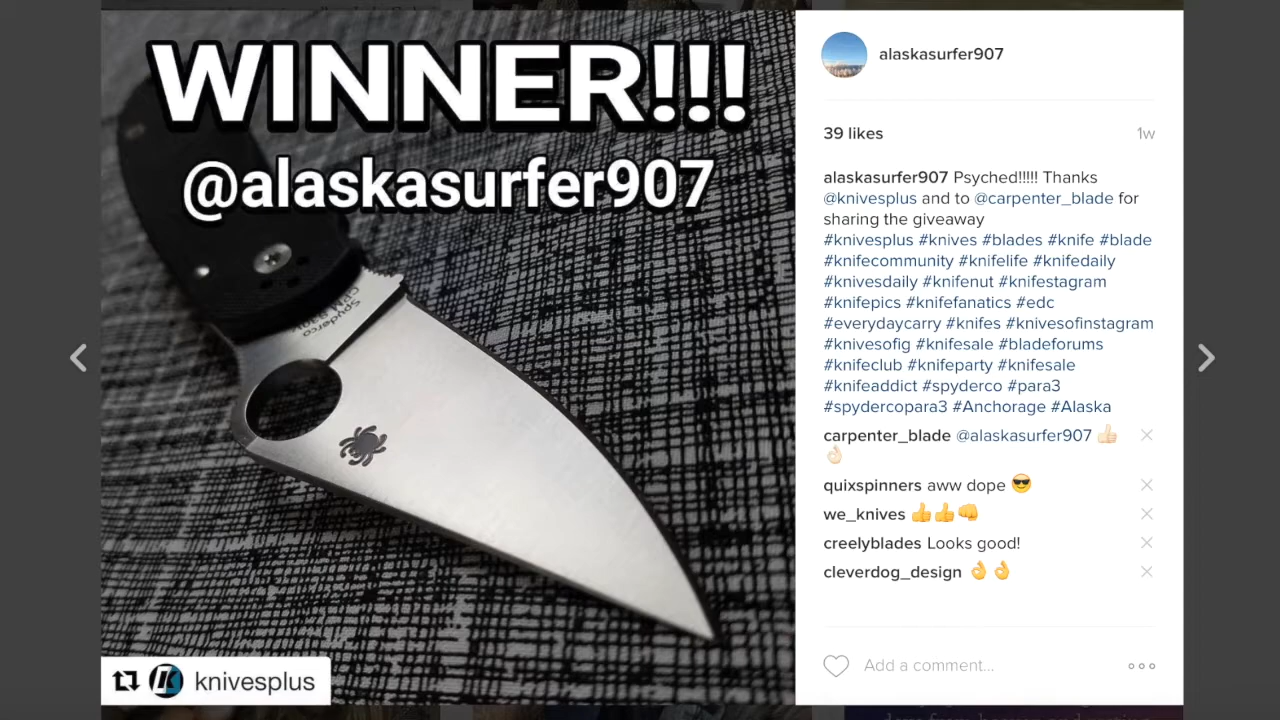 WINNER!!!
@alaskasurfer907
Spyderco
knivesplus
alaskasurfer907
39 likes
1w
alaskasurfer907 Psyched!!!!! Thanks
@knivesplus and to @carpenter_blade for
sharing the giveaway
#knivesplus #knives #blades #knife #blade
#knifecommunity #knifelife #knifedaily
#knivesdaily #knifenut #knifestagram
#knifepics #knifefanatics #edc
#everydaycarry #knifes #knivesofinstagram
#knivesofig #knifesale #bladeforums
#knifeclub #knifeparty #knifesale
#knifeaddict #spyderco #para3
#spydercopara3 #Anchorage #Alaska
carpenter_blade @alaskasurfer907 👍🏻
👌🏻
quixspinners aww dope 😎
we_knives 👍👍👊
creelyblades Looks good!
cleverdog_design 👌👌
Add a comment...